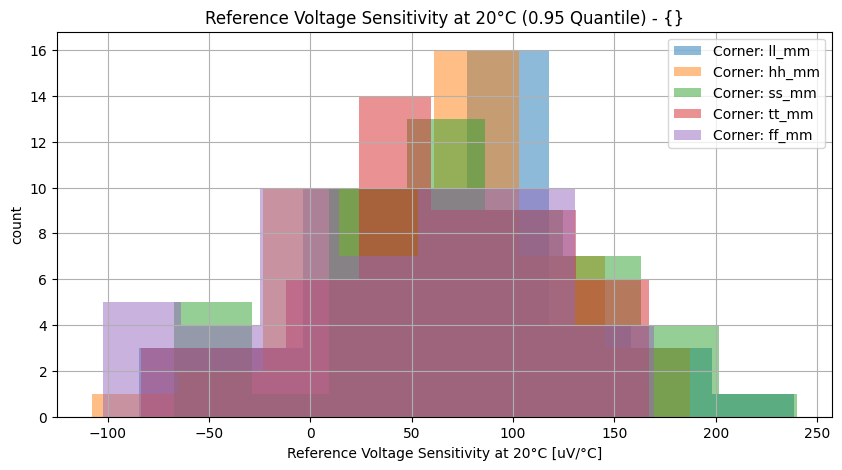 Reference Voltage Sensitivity at 20°C (0.95 Quantile) - {}
Corner: ll_mm
Corner: hh_mm
Corner: ss_mm
Corner: tt_mm
Corner: ff_mm
16
14
12
10
8
6
4
2
0
count
−100
−50
0
50
100
150
200
250
Reference Voltage Sensitivity at 20°C [uV/°C]